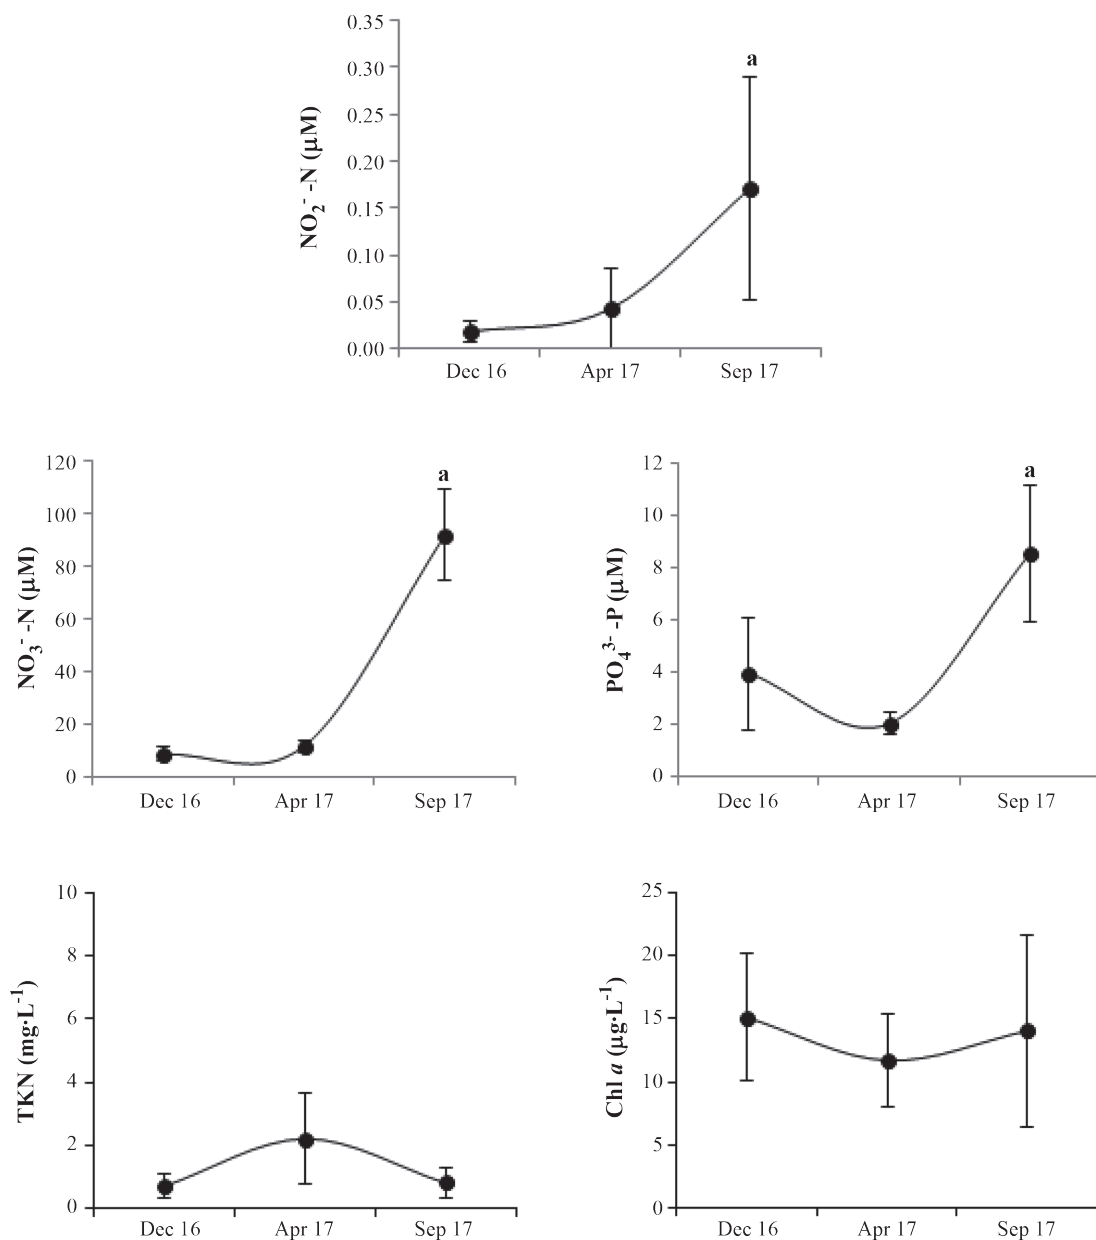 0.35
0.30
0.25
0.20
0.15
0.10
0.05
0.00
NO₂⁻ -N (µM)
a
Dec 16 Apr 17 Sep 17
120
100
80
60
40
20
0
NO₃⁻ -N (µM)
a
Dec 16 Apr 17 Sep 17
12
10
8
6
4
2
0
PO₄³⁻ -P (µM)
a
Dec 16 Apr 17 Sep 17
10
8
6
4
2
0
TKN (mg·L⁻¹)
Dec 16 Apr 17 Sep 17
25
20
15
10
5
0
Chl a (µg·L⁻¹)
Dec 16 Apr 17 Sep 17